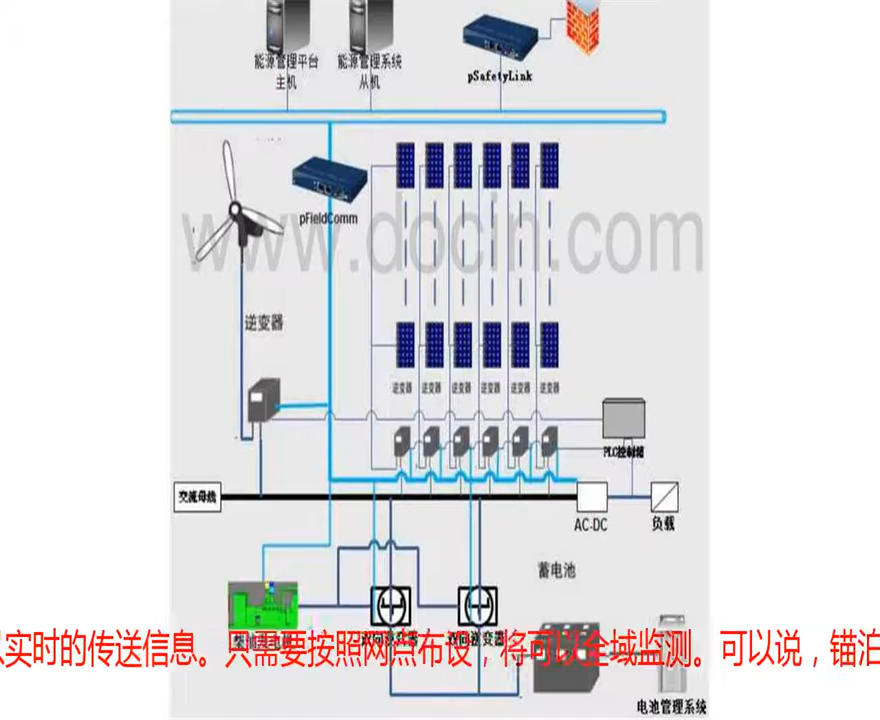 能源管理平台
主机
能源管理系统
从机
pSafetyLink
pFieldComm
www.docin.com
逆变器
逆变器 逆变器 逆变器 逆变器 逆变器 逆变器
PLC控制箱
交流母线
AC-DC
负载
蓄电池
双向逆变器
双向逆变器
实时的传送信息。只需要按照网点布设，将可以全域监测。可以说，锚泊
电池管理系统